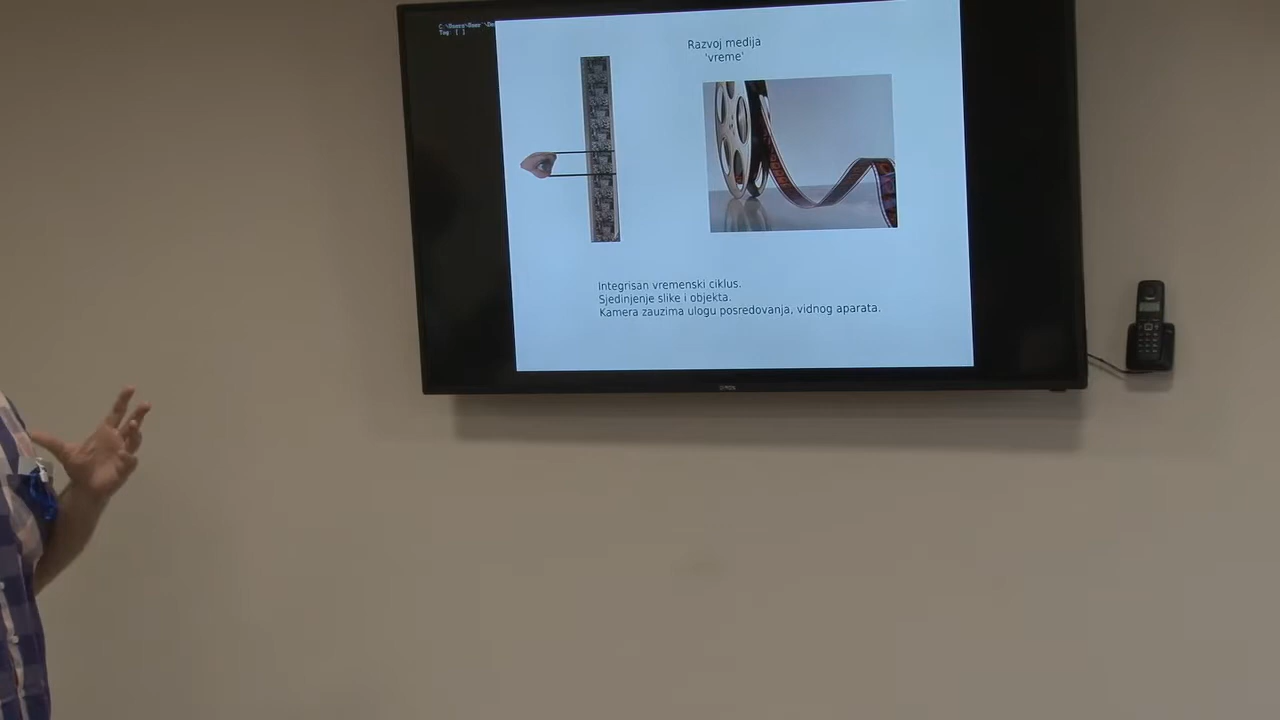 Razvoj medija
'vreme'
Integrisan vremenski ciklus.
Sjedinjenje slike i objekta.
Kamera zauzima ulogu posredovanja, vidnog aparata.